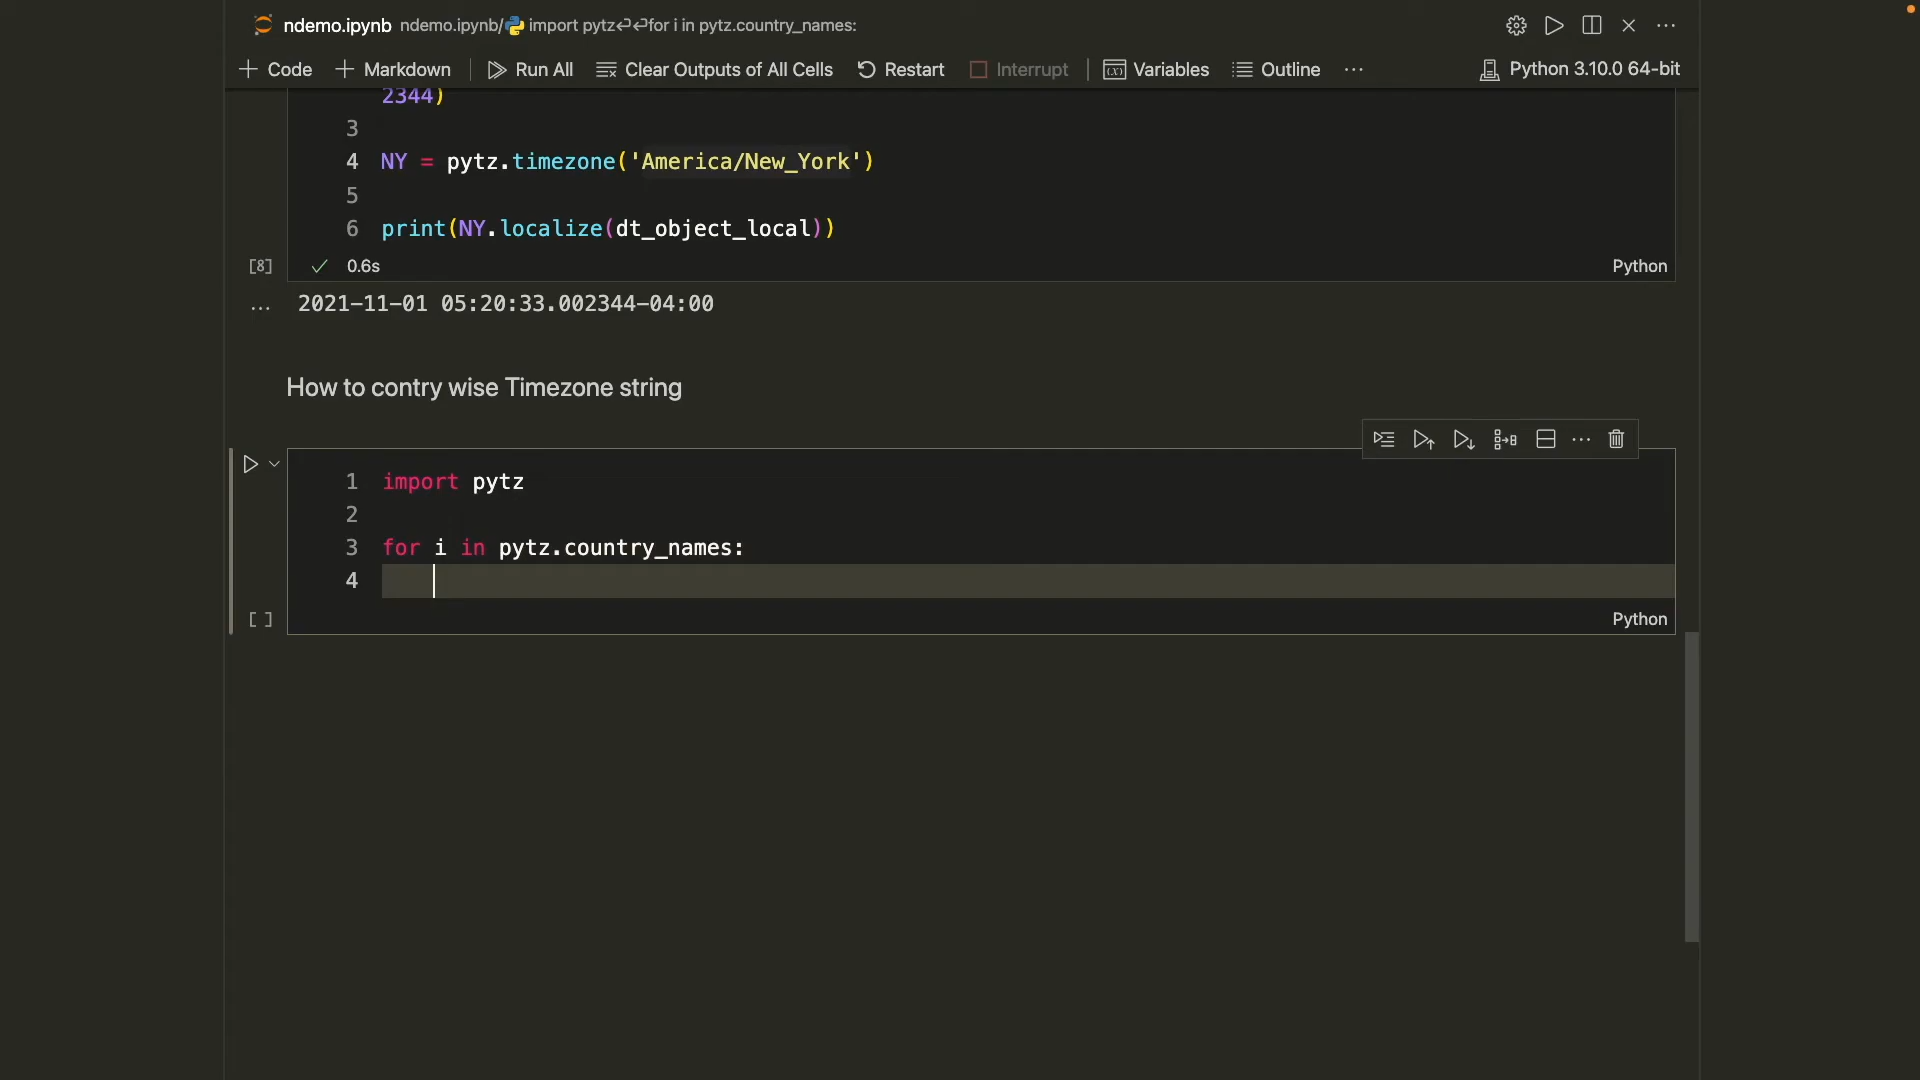 ndemo.ipynb ndemo.ipynb/ import pytz↵↵for i in pytz.country_names:
Code Markdown Run All Clear Outputs of All Cells Restart Interrupt Variables Outline ... Python 3.10.0 64-bit
2344)
3
4 NY = pytz.timezone('America/New_York')
5
6 print(NY.localize(dt_object_local))
[8] 0.6s Python
... 2021-11-01 05:20:33.002344-04:00
How to contry wise Timezone string
1 import pytz
2
3 for i in pytz.country_names:
4
[ ] Python